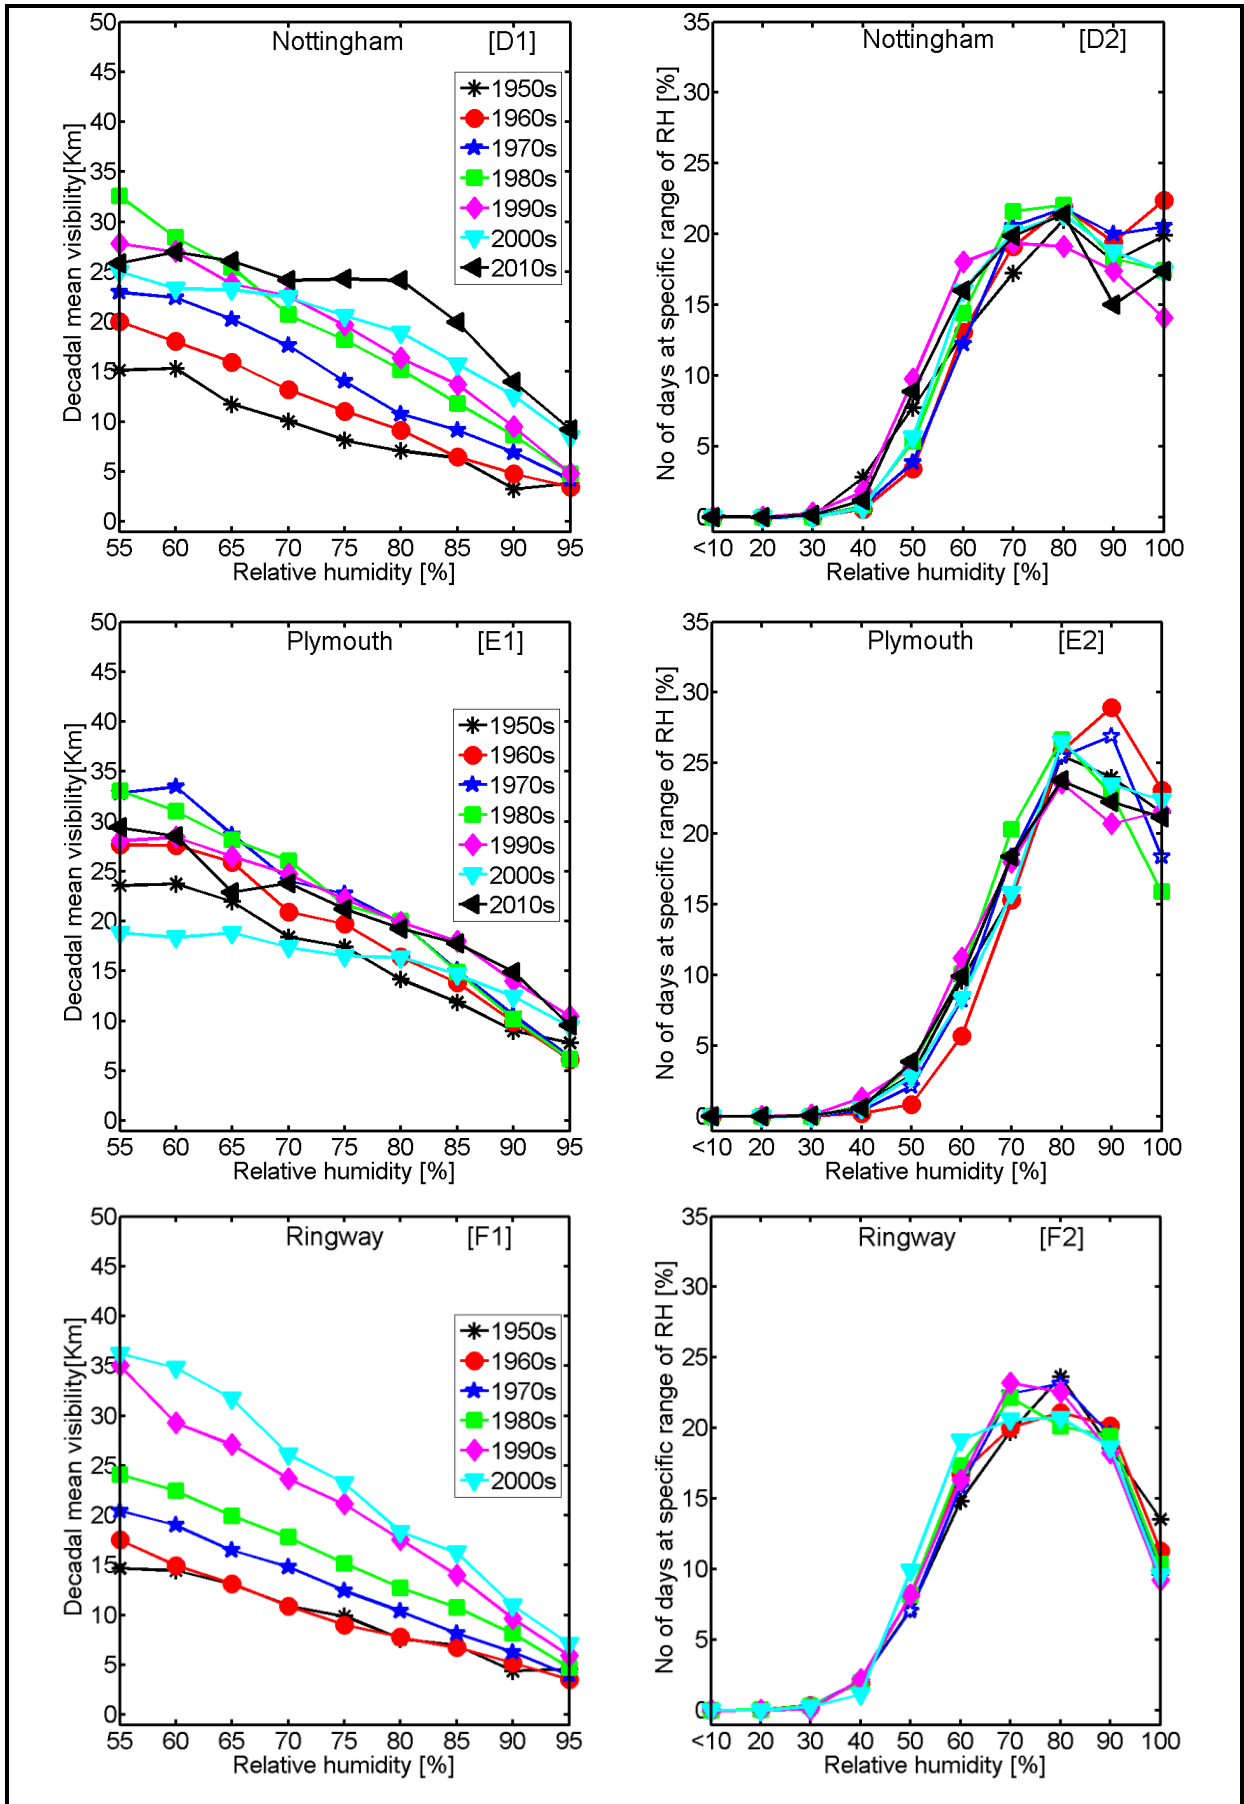 Nottingham [D1]
Decadal mean visibility[Km]
50
45
40
35
30
25
20
15
10
5
0
1950s
1960s
1970s
1980s
1990s
2000s
2010s
55 60 65 70 75 80 85 90 95
Relative humidity [%]
Nottingham [D2]
No of days at specific range of RH [%]
35
30
25
20
15
10
5
0
<10 20 30 40 50 60 70 80 90 100
Relative humidity [%]
Plymouth [E1]
Decadal mean visibility[Km]
50
45
40
35
30
25
20
15
10
5
0
1950s
1960s
1970s
1980s
1990s
2000s
2010s
55 60 65 70 75 80 85 90 95
Relative humidity [%]
Plymouth [E2]
No of days at specific range of RH [%]
35
30
25
20
15
10
5
0
<10 20 30 40 50 60 70 80 90 100
Relative humidity [%]
Ringway [F1]
Decadal mean visibility[Km]
50
45
40
35
30
25
20
15
10
5
0
1950s
1960s
1970s
1980s
1990s
2000s
55 60 65 70 75 80 85 90 95
Relative humidity [%]
Ringway [F2]
No of days at specific range of RH [%]
35
30
25
20
15
10
5
0
<10 20 30 40 50 60 70 80 90 100
Relative humidity [%]